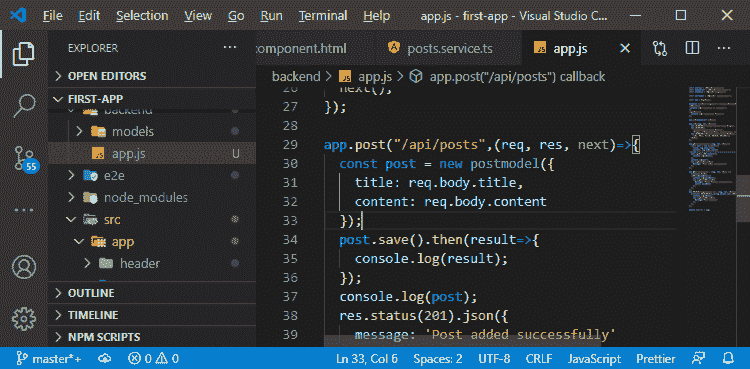 File Edit Selection View Go Run Terminal Help app.js - first-app - Visual Studio C...
EXPLORER
OPEN EDITORS
FIRST-APP
backend
models
app.js U
e2e
node_modules
src
app
header
OUTLINE
TIMELINE
NPM SCRIPTS
55
component.html posts.service.ts app.js
backend > app.js > app.post("/api/posts") callback
26 next();
27 });
28
29 app.post("/api/posts",(req, res, next)=>{
30 const post = new postmodel({
31 title: req.body.title,
32 content: req.body.content
33 });
34 post.save().then(result=>{
35 console.log(result);
36 });
37 console.log(post);
38 res.status(201).json({
39 message: 'Post added successfully'
master*+ 0 0 Ln 33, Col 6 Spaces: 2 UTF-8 CRLF JavaScript Prettier